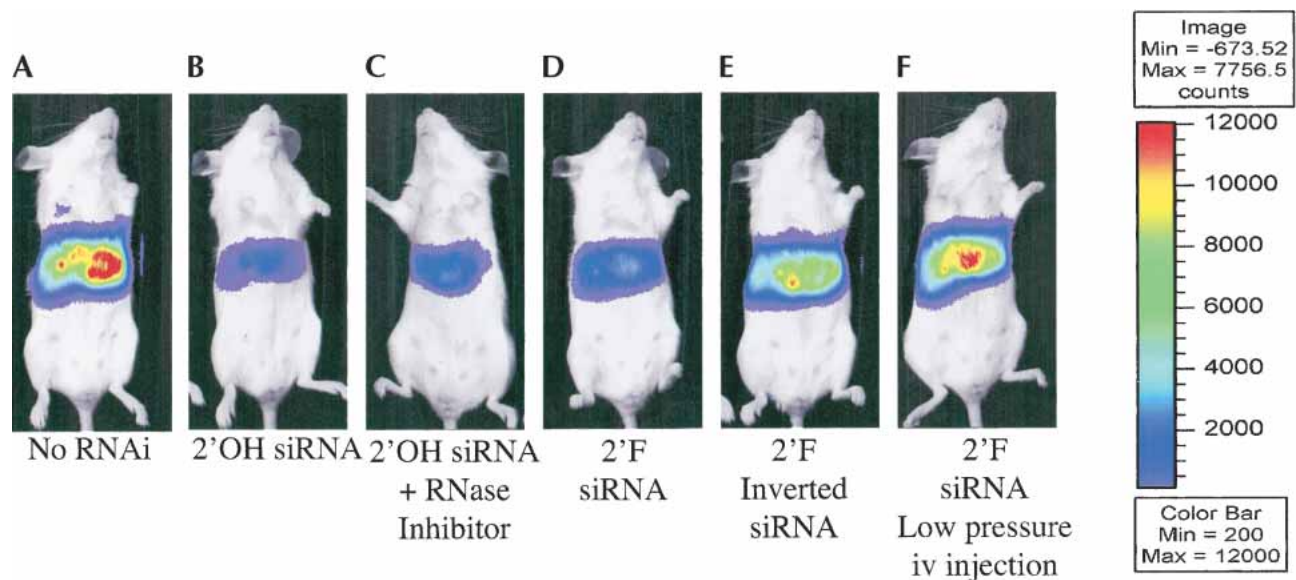 A
B
C
D
E
F
No RNAi
2’OH siRNA
2’OH siRNA
+ RNase
Inhibitor
2’F
siRNA
2’F
Inverted
siRNA
2’F
siRNA
Low pressure
iv injection
Image
Min = -673.52
Max = 7756.5
counts
12000
10000
8000
6000
4000
2000
Color Bar
Min = 200
Max = 12000